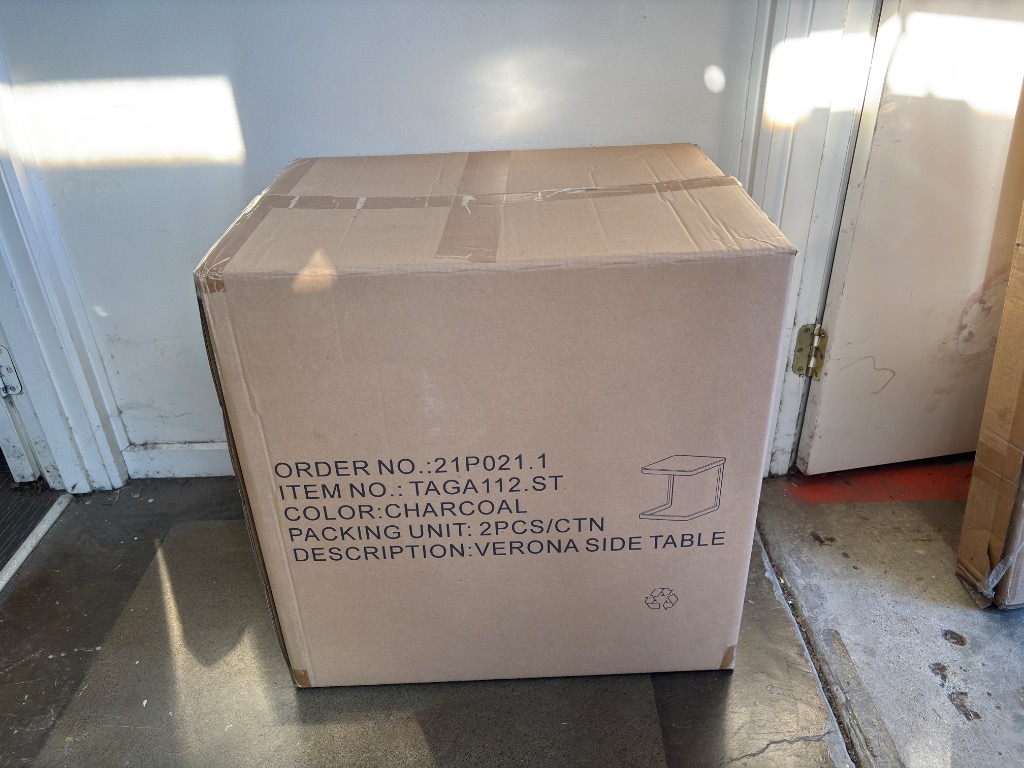 ORDER NO.:21P021.1
ITEM NO.: TAGA112.ST
COLOR:CHARCOAL
PACKING UNIT: 2PCS/CTN
DESCRIPTION:VERONA SIDE TABLE